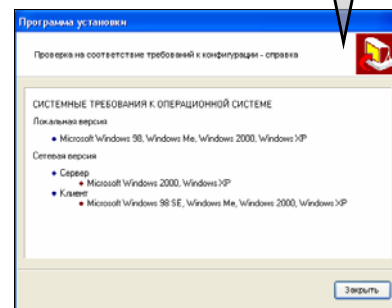 Программа установки
Проверка на соответствие требований к конфигурации - справка
СИСТЕМНЫЕ ТРЕБОВАНИЯ К ОПЕРАЦИОННОЙ СИСТЕМЕ
Локальная версия
• Microsoft Windows 98, Windows Me, Windows 2000, Windows XP
Сетевая версия
• Сервер
• Microsoft Windows 2000, Windows XP
• Клиент
• Microsoft Windows 98 SE, Windows Me, Windows 2000, Windows XP
Закрыть